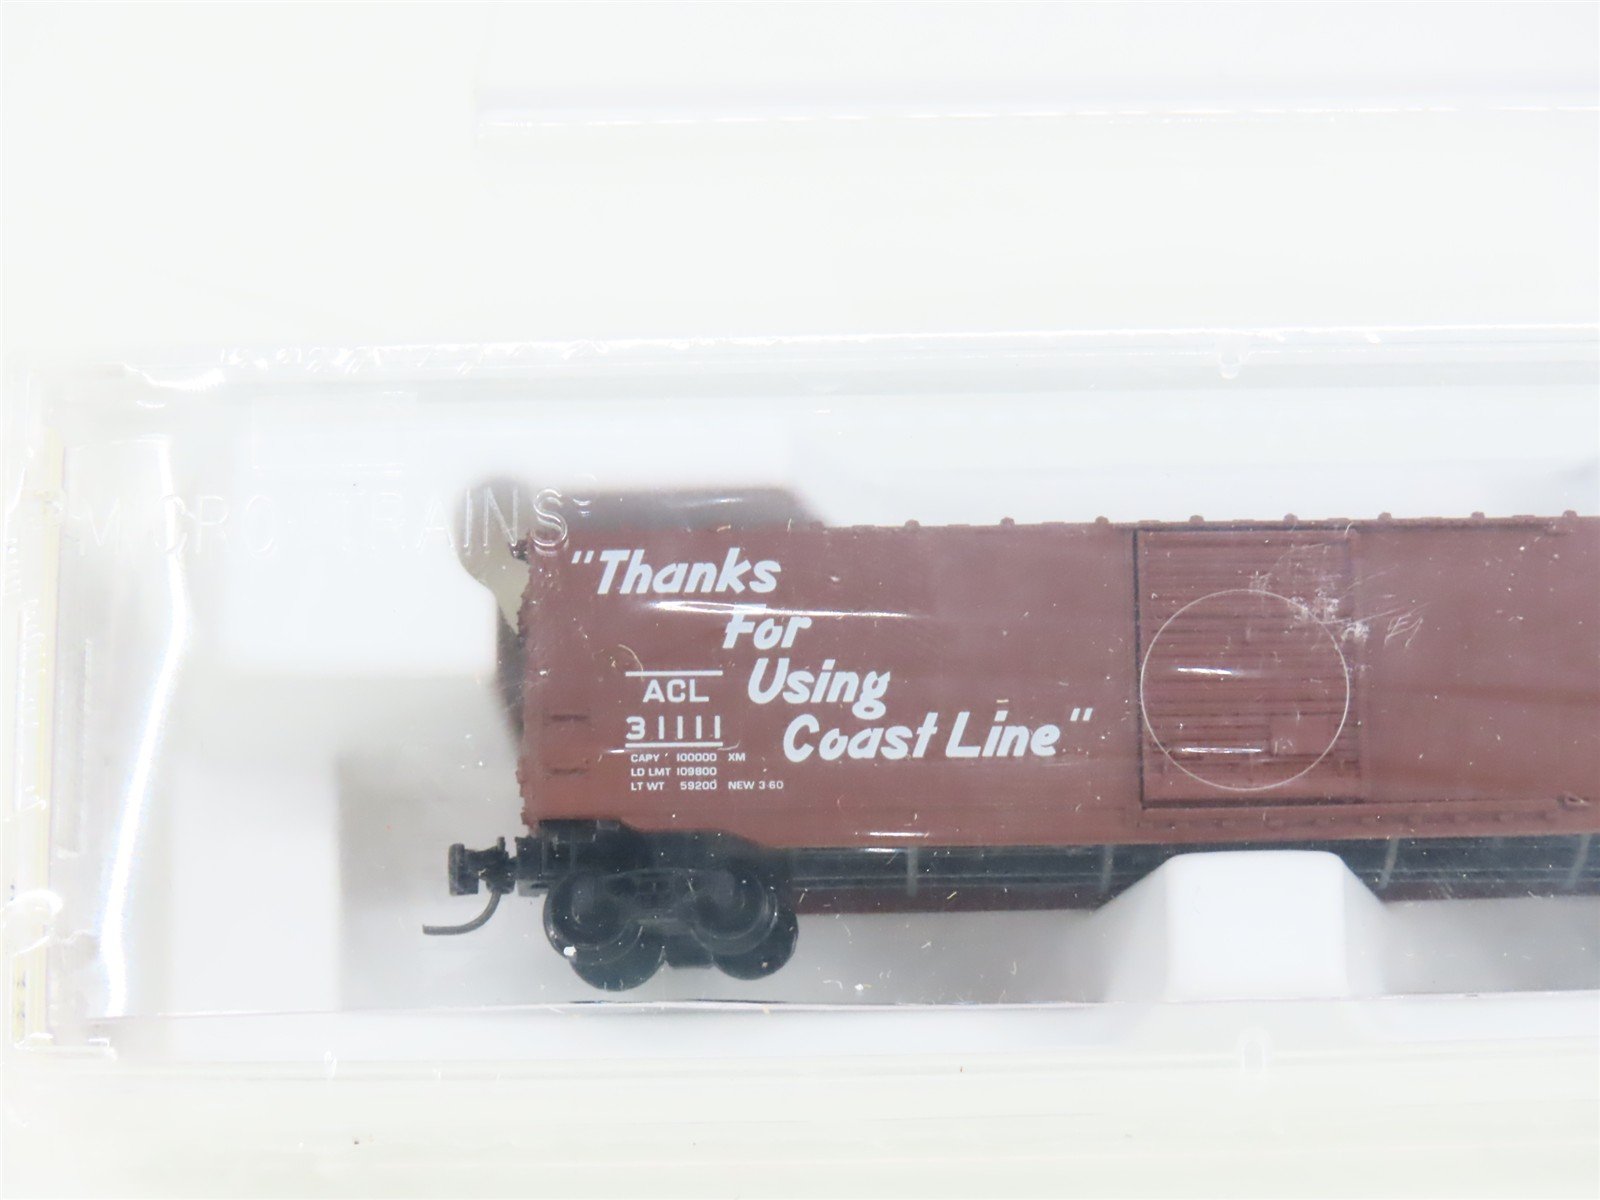 MICRO TRAINS
"Thanks
For
Using
Coast Line"
ACL
31111
CAPY 100000 XM
LD LMT 109800
LT WT 59200 NEW 3-60